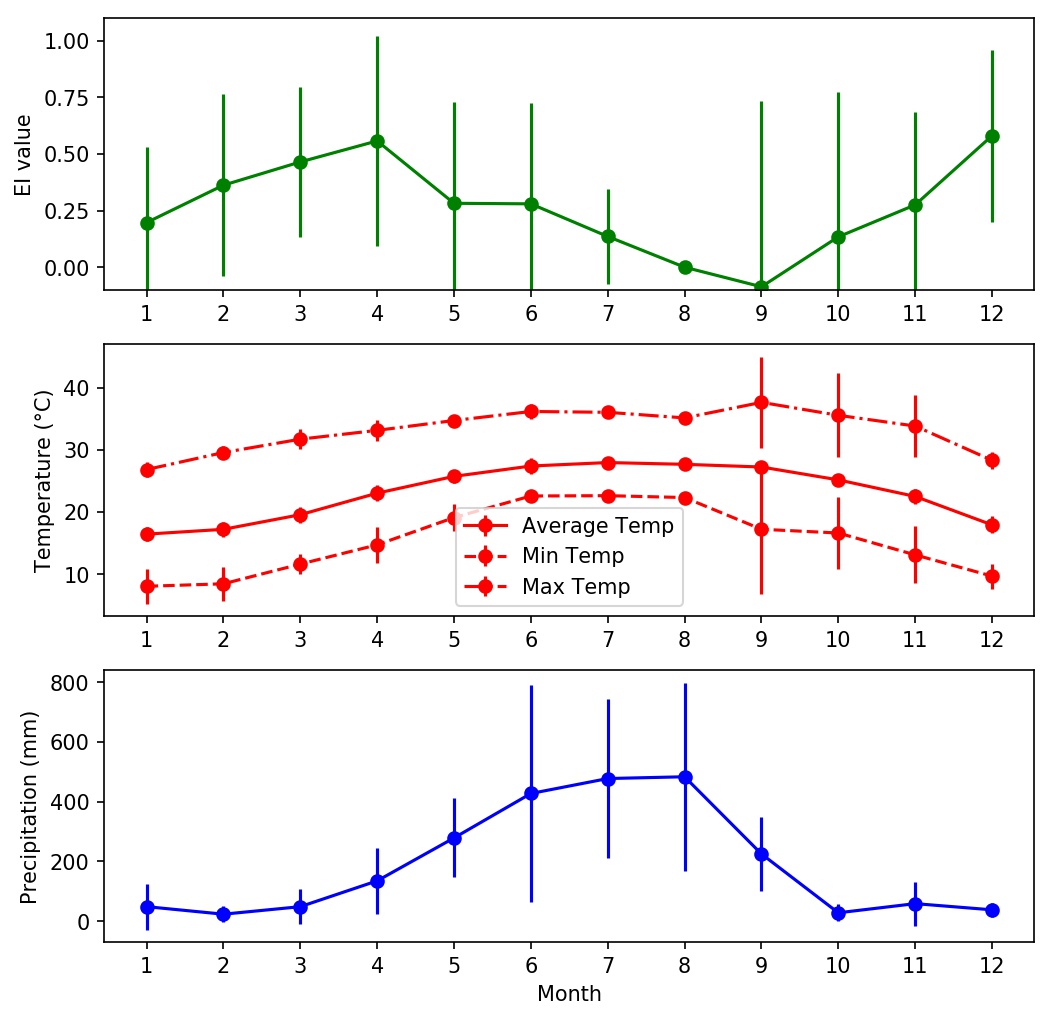 1.00
0.75
0.50
0.25
0.00
EI value
1 2 3 4 5 6 7 8 9 10 11 12
40
30
20
10
Temperature (°C)
Average Temp
Min Temp
Max Temp
1 2 3 4 5 6 7 8 9 10 11 12
800
600
400
200
0
Precipitation (mm)
1 2 3 4 5 6 7 8 9 10 11 12
Month